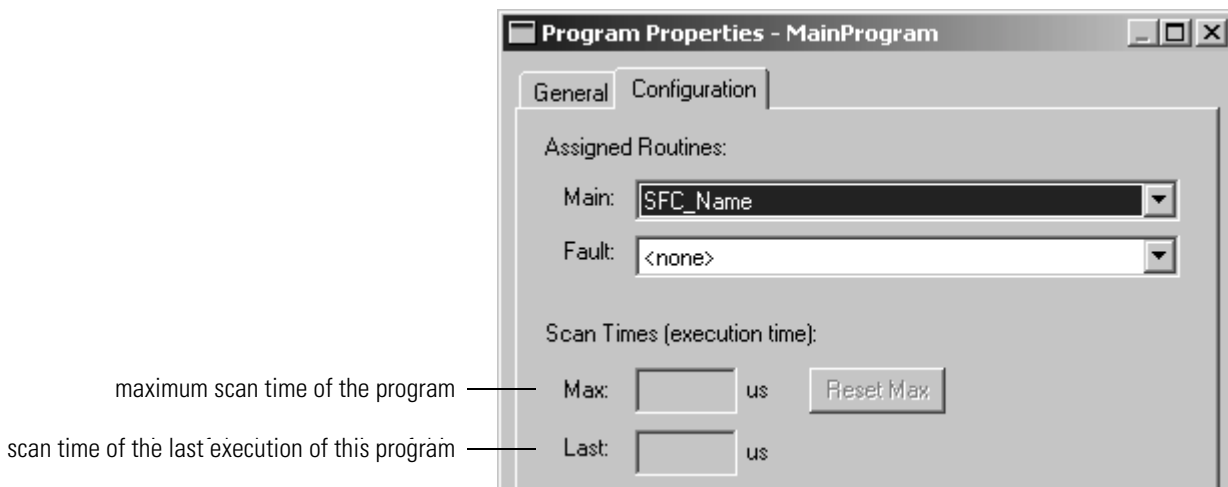 Program Properties - MainProgram
General Configuration
Assigned Routines:
Main: SFC_Name
Fault: <none>
Scan Times (execution time):
maximum scan time of the program Max: us Reset Max
scan time of the last execution of this program Last: us